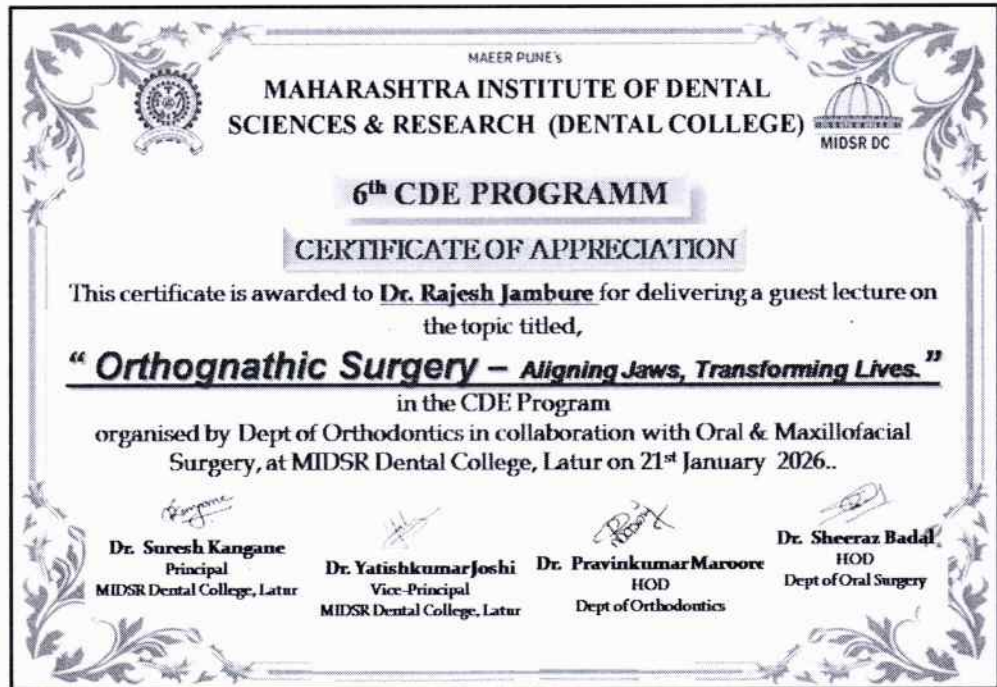 MAEER PUNE's
MAHARASHTRA INSTITUTE OF DENTAL
SCIENCES & RESEARCH (DENTAL COLLEGE)
MIDSR DC
6th CDE PROGRAMM
CERTIFICATE OF APPRECIATION
This certificate is awarded to Dr. Rajesh Jambure for delivering a guest lecture on
the topic titled,
“ Orthognathic Surgery – Aligning Jaws, Transforming Lives.”
in the CDE Program
organised by Dept of Orthodontics in collaboration with Oral & Maxillofacial
Surgery, at MIDSR Dental College, Latur on 21st January 2026..
Dr. Suresh Kangane
Principal
MIDSR Dental College, Latur
Dr. Yatishkumar Joshi
Vice-Principal
MIDSR Dental College, Latur
Dr. Pravinkumar Maroore
HOD
Dept of Orthodontics
Dr. Sheeraz Badal
HOD
Dept of Oral Surgery